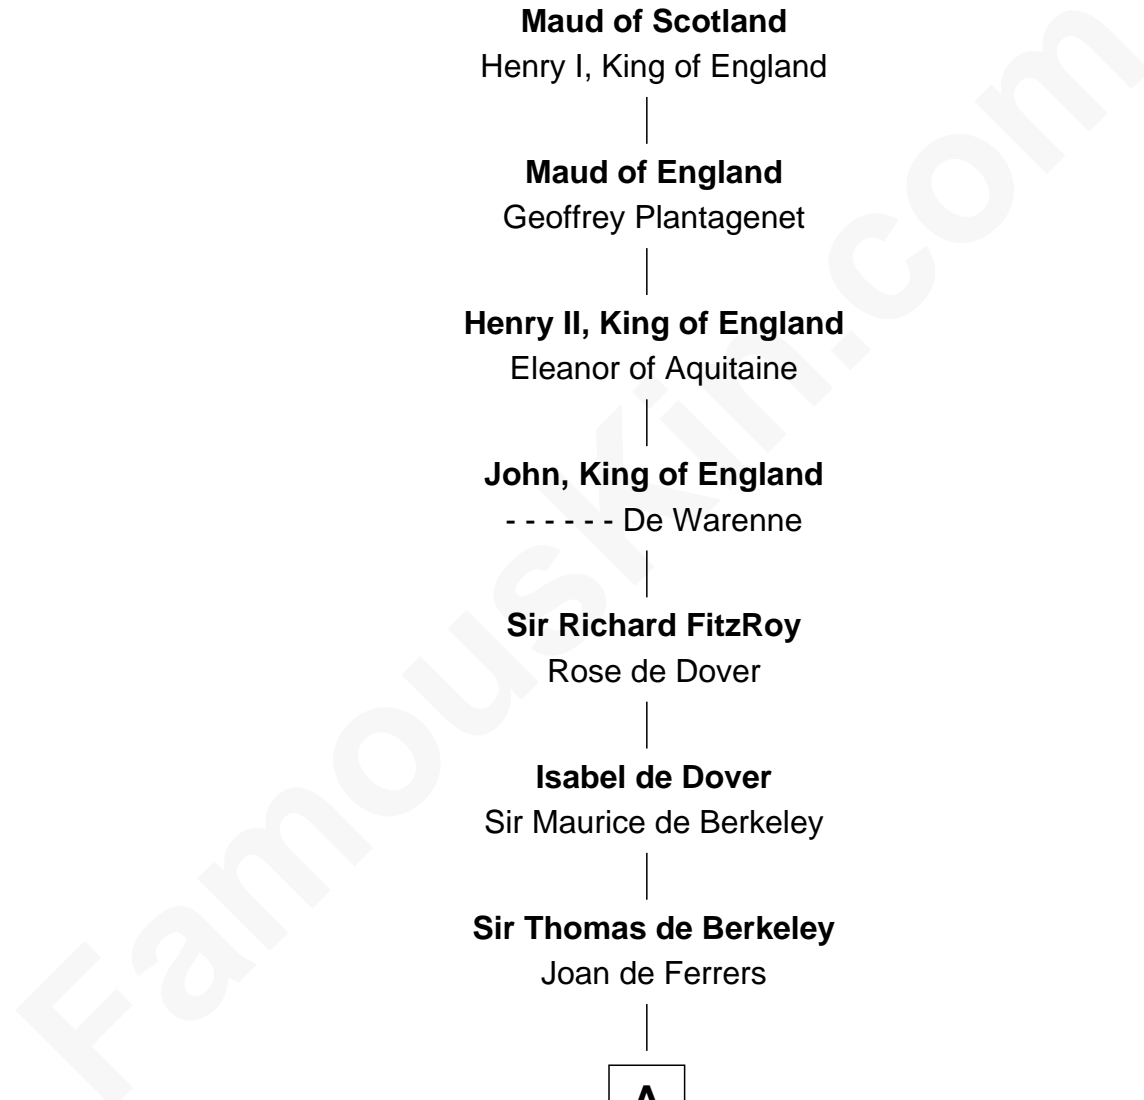 Maud of Scotland
Henry I, King of England
Maud of England
Geoffrey Plantagenet
Henry II, King of England
Eleanor of Aquitaine
John, King of England
- - - - - - De Warenne
Sir Richard FitzRoy
Rose de Dover
Isabel de Dover
Sir Maurice de Berkeley
Sir Thomas de Berkeley
Joan de Ferrers
A
FamousKin.com